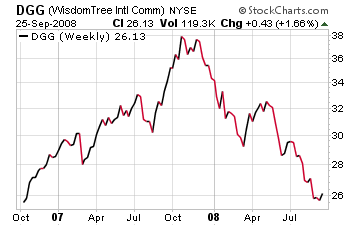 DGG (WisdomTree Intl Comm) NYSE © StockCharts.com
25-Sep-2008 Cl 26.13 Vol 119.3K Chg +0.43 (+1.66%)
DGG (Weekly) 26.13
38
36
34
32
30
28
26
Oct 07 Apr Jul Oct 08 Apr Jul